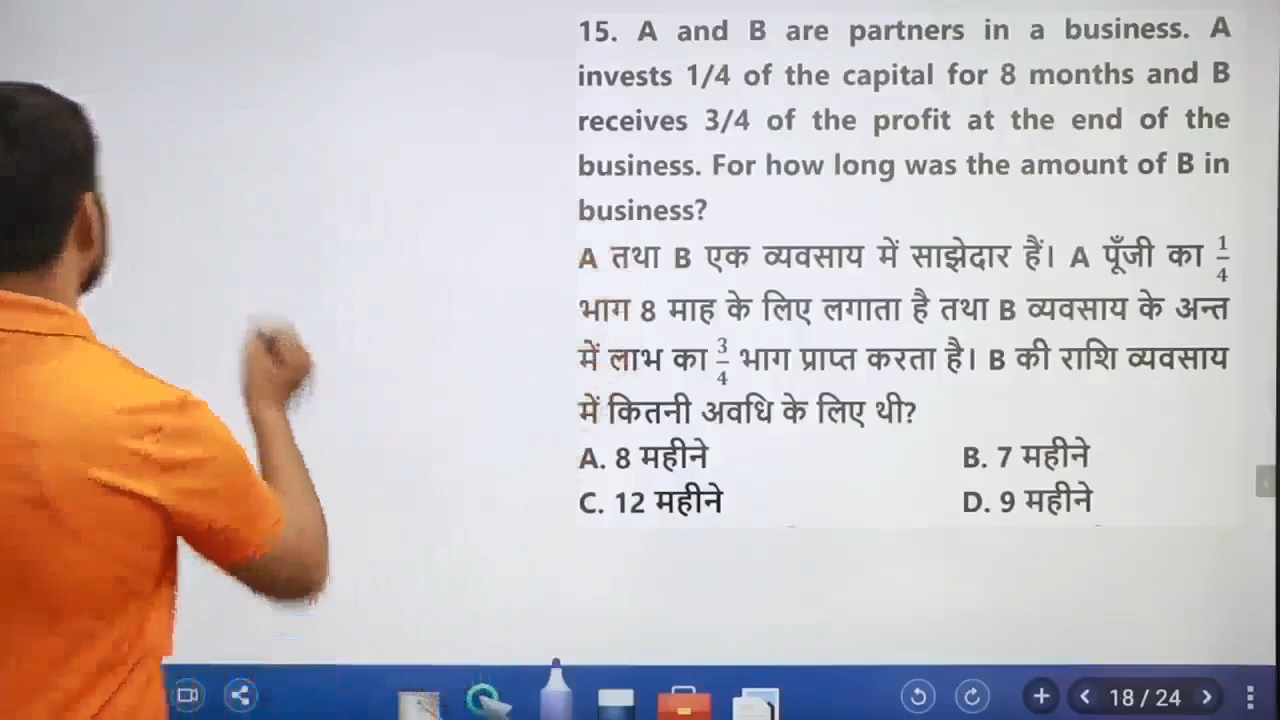 15. A and B are partners in a business. A
invests 1/4 of the capital for 8 months and B
receives 3/4 of the profit at the end of the
business. For how long was the amount of B in
business?
A तथा B एक व्यवसाय में साझेदार हैं। A पूँजी का 1/4
भाग 8 माह के लिए लगाता है तथा B व्यवसाय के अन्त
में लाभ का 3/4 भाग प्राप्त करता है। B की राशि व्यवसाय
में कितनी अवधि के लिए थी?
A. 8 महीने B. 7 महीने
C. 12 महीने D. 9 महीने
18 / 24